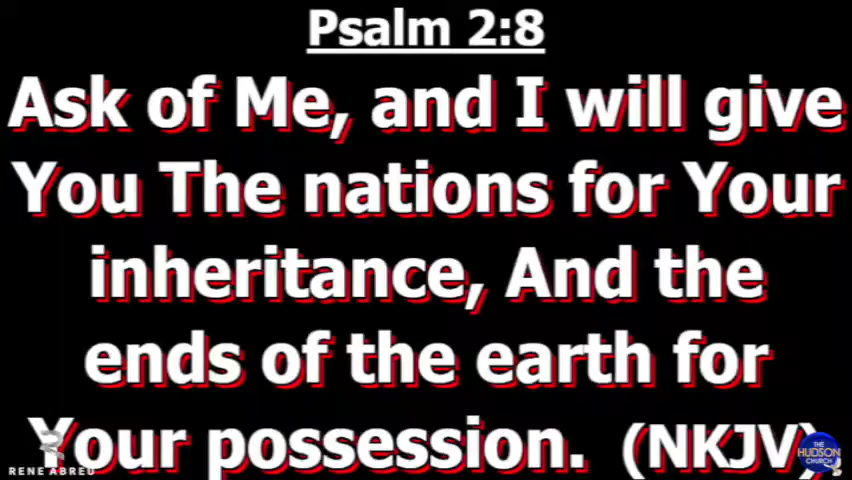 Psalm 2:8
Ask of Me, and I will give
You The nations for Your
inheritance, And the
ends of the earth for
Your possession. (NKJV)
RENE ABREU
THE
HUDSON
CHURCH